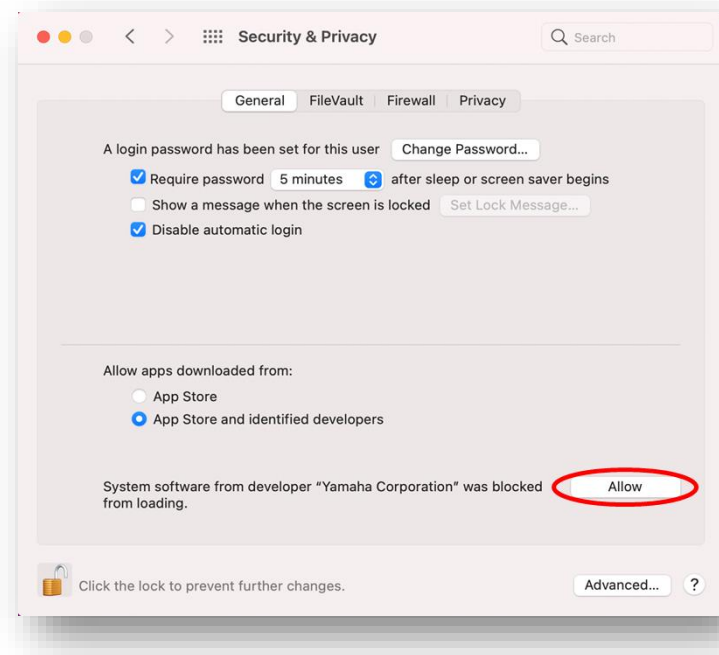 Security & Privacy
Search
General FileVault Firewall Privacy
A login password has been set for this user Change Password...
Require password 5 minutes after sleep or screen saver begins
Show a message when the screen is locked Set Lock Message...
Disable automatic login
Allow apps downloaded from:
App Store
App Store and identified developers
System software from developer “Yamaha Corporation” was blocked Allow
from loading.
Click the lock to prevent further changes. Advanced... ?